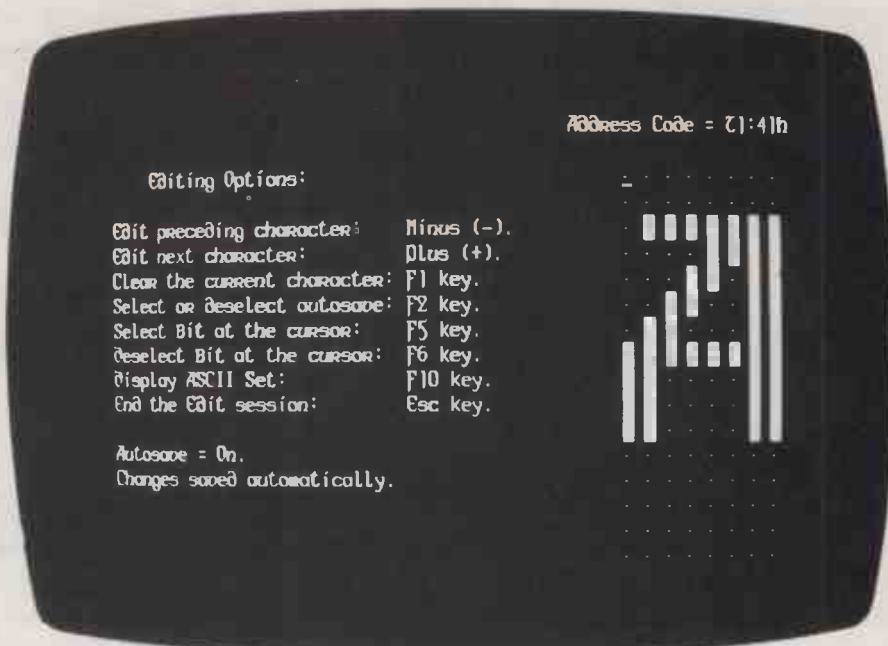 Address Code = ζ]:41h
Editing Options:
Edit preceding character: Minus (-).
Edit next character: Plus (+).
Clear the current character: F1 key.
Select or deselect autosave: F2 key.
Select Bit at the cursor: F5 key.
Deselect Bit at the cursor: F6 key.
Display ASCII Set: F10 key.
End the Edit session: Esc key.
Autosave = On.
Changes saved automatically.